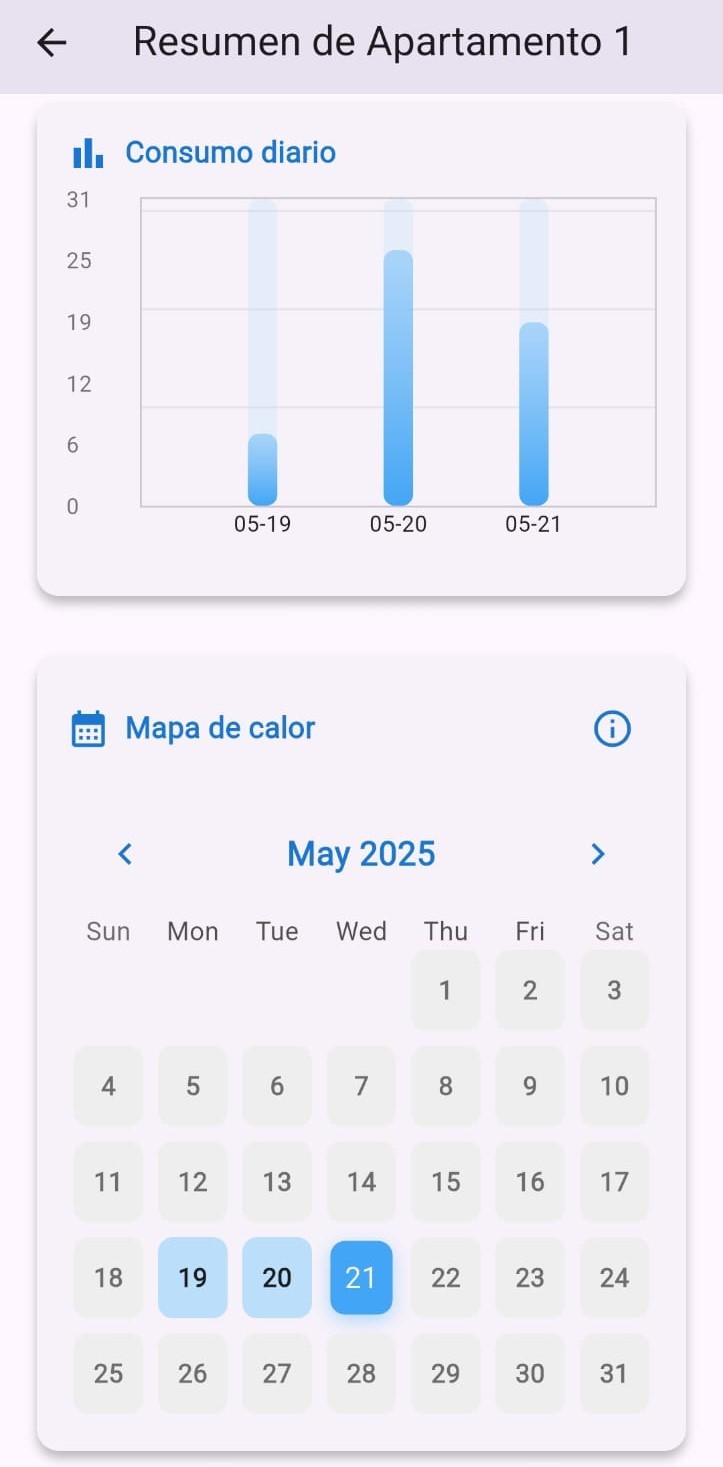 Resumen de Apartamento 1
Consumo diario
31
25
19
12
6
0
05-19 05-20 05-21
Mapa de calor
May 2025
Sun Mon Tue Wed Thu Fri Sat
1 2 3
4 5 6 7 8 9 10
11 12 13 14 15 16 17
18 19 20 21 22 23 24
25 26 27 28 29 30 31